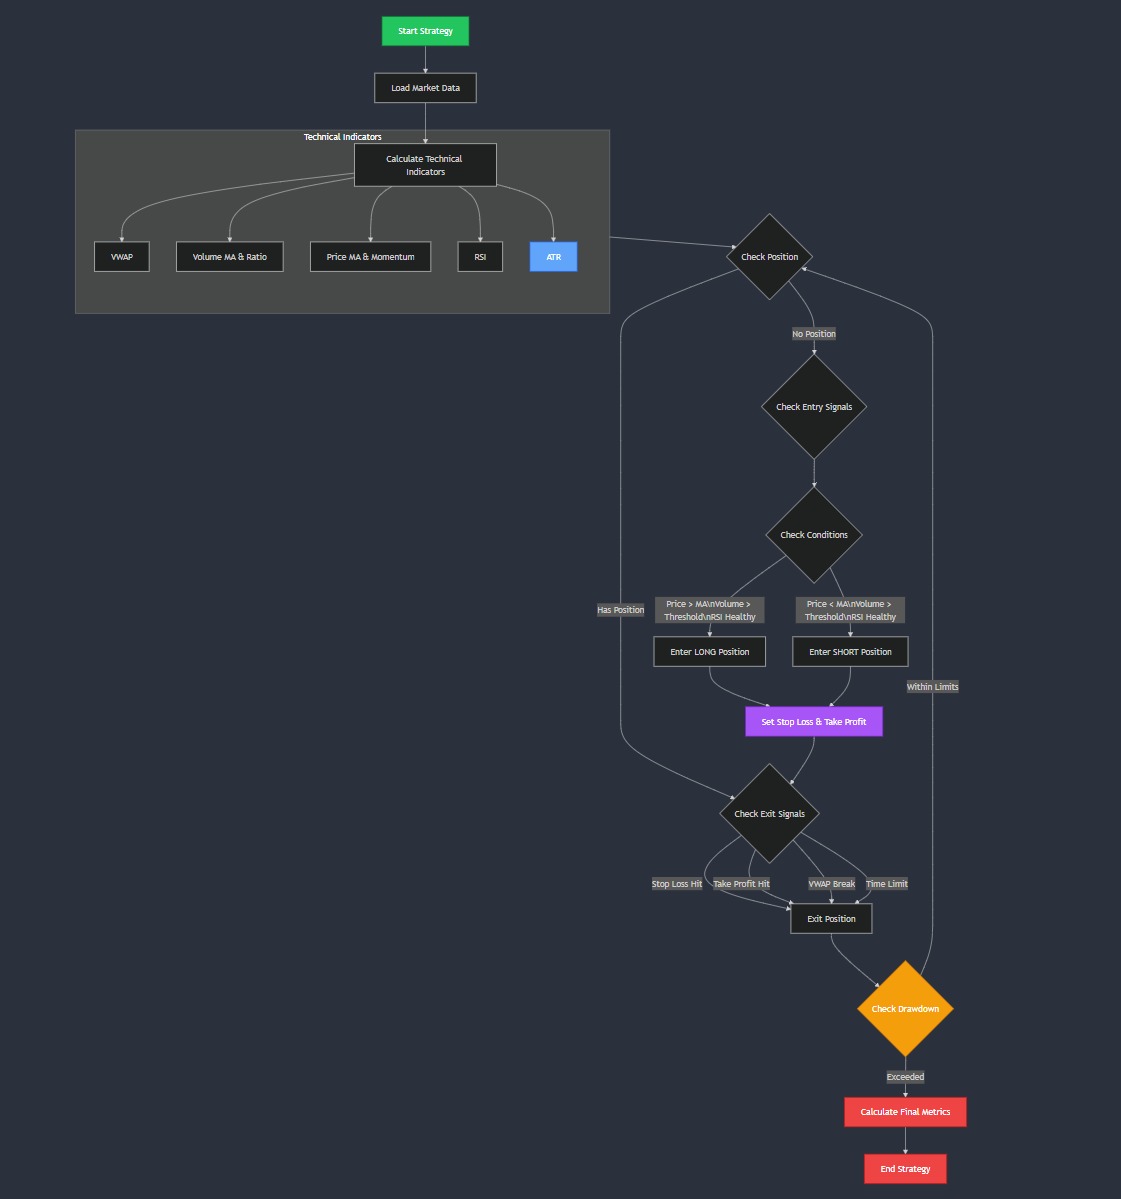 Start Strategy
Load Market Data
Technical Indicators
Calculate Technical
Indicators
VWAP
Volume MA & Ratio
Price MA & Momentum
RSI
ATR
Check Position
No Position
Check Entry Signals
Check Conditions
Has Position
Price > MA\nVolume >
Threshold\nRSI Healthy
Price < MA\nVolume >
Threshold\nRSI Healthy
Enter LONG Position
Enter SHORT Position
Within Limits
Set Stop Loss & Take Profit
Check Exit Signals
Stop Loss Hit
Take Profit Hit
VWAP Break
Time Limit
Exit Position
Check Drawdown
Exceeded
Calculate Final Metrics
End Strategy